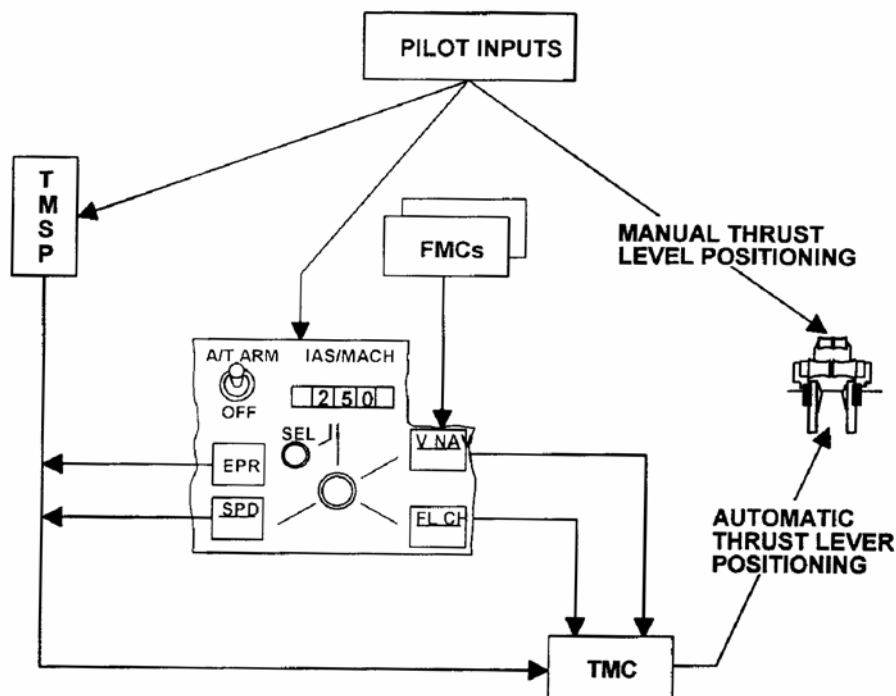 PILOT INPUTS
T
M
S
P
FMCs
MANUAL THRUST
LEVEL POSITIONING
A/T ARM
IAS/MACH
250
OFF
SEL
V NAV
EPR
SPD
FL CH
AUTOMATIC
THRUST LEVER
POSITIONING
TMC